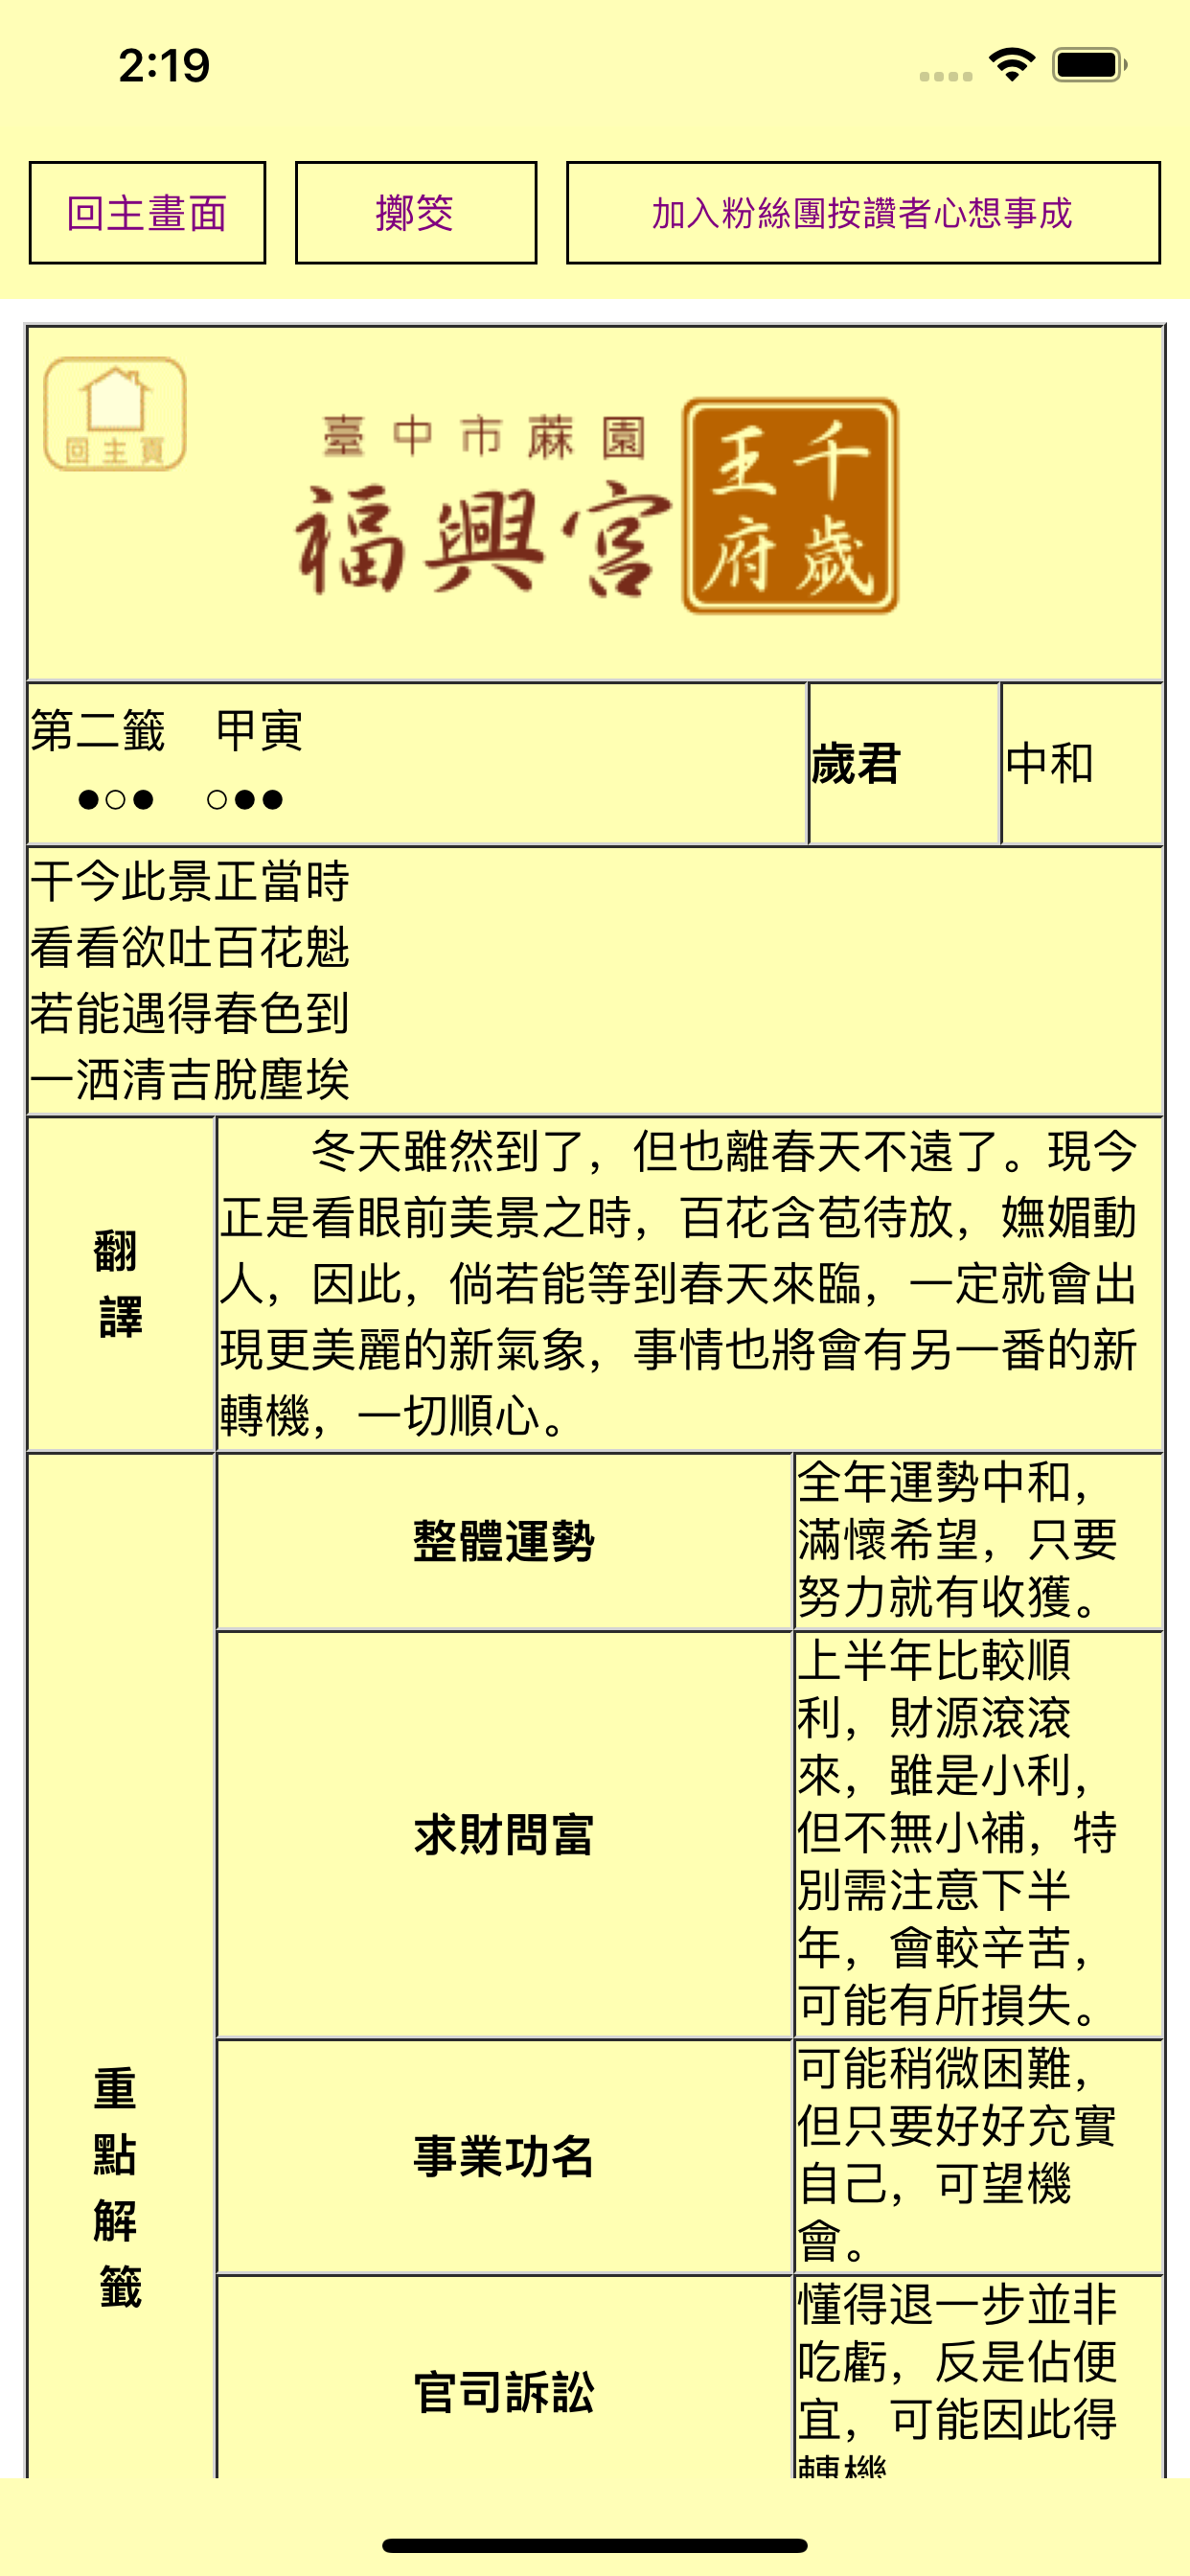 2:19
回主畫面
擲筊
加入粉絲團按讚者心想事成
回主頁
臺中市蔴園
福興宮
千歲
王府
第二籤　甲寅
●○●　○●●
歲君
中和
干今此景正當時
看看欲吐百花魁
若能遇得春色到
一洒清吉脫塵埃
翻
譯
冬天雖然到了，但也離春天不遠了。現今
正是看眼前美景之時，百花含苞待放，嫵媚動
人，因此，倘若能等到春天來臨，一定就會出
現更美麗的新氣象，事情也將會有另一番的新
轉機，一切順心。
重
點
解
籤
整體運勢
全年運勢中和，
滿懷希望，只要
努力就有收獲。
求財問富
上半年比較順
利，財源滾滾
來，雖是小利，
但不無小補，特
別需注意下半
年，會較辛苦，
可能有所損失。
事業功名
可能稍微困難，
但只要好好充實
自己，可望機
會。
官司訴訟
懂得退一步並非
吃虧，反是佔便
宜，可能因此得
轉機